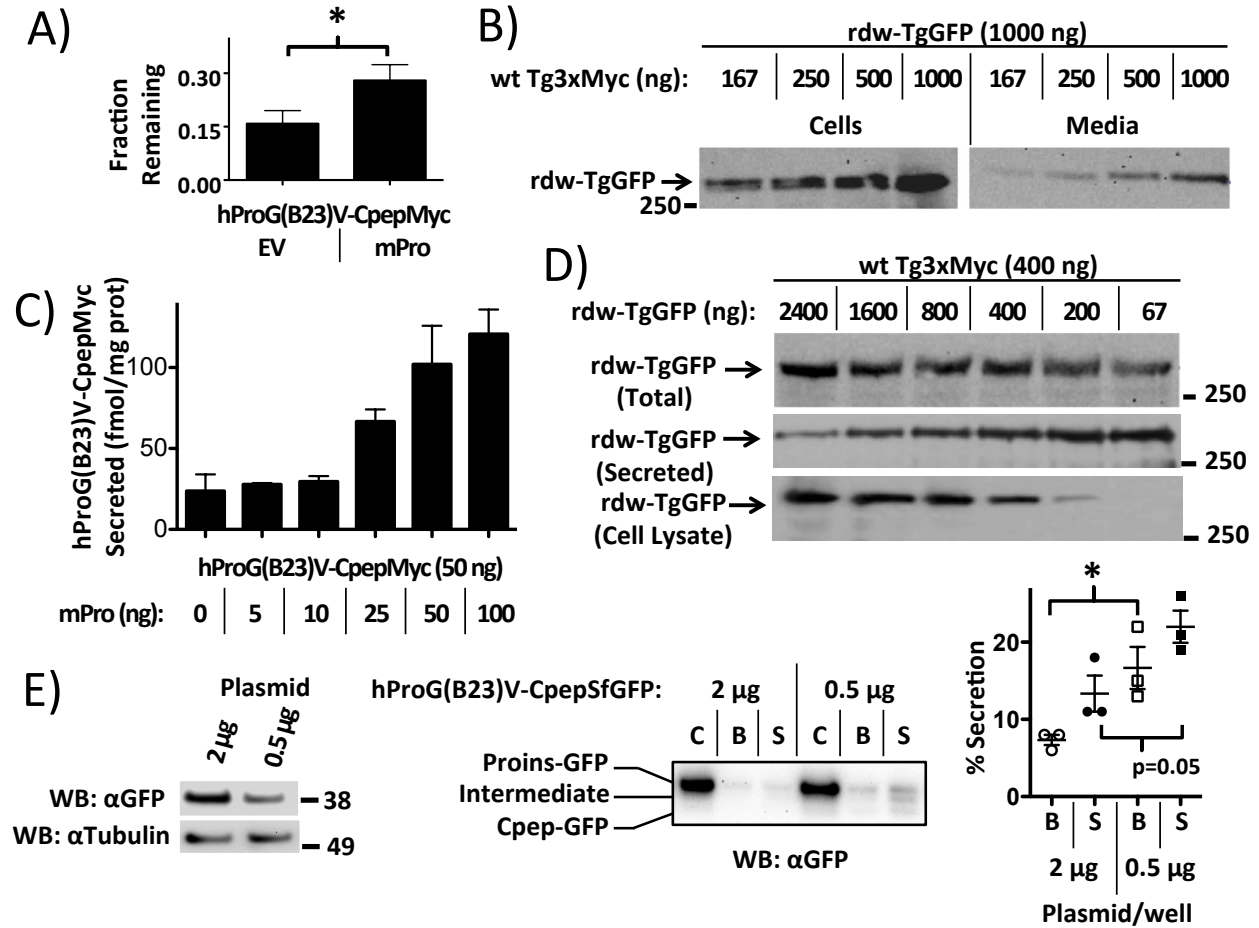 A)
*
0.30
0.15
0.00
Fraction
Remaining
hProG(B23)V-CpepMyc
EV
mPro
B)
rdw-TgGFP (1000 ng)
wt Tg3xMyc (ng): 167 250 500 1000 167 250 500 1000
Cells
Media
rdw-TgGFP
250
C)
hProG(B23)V-CpepMyc
Secreted (fmol/mg prot)
100
50
0
hProG(B23)V-CpepMyc (50 ng)
mPro (ng): 0 5 10 25 50 100
D)
wt Tg3xMyc (400 ng)
rdw-TgGFP (ng): 2400 1600 800 400 200 67
rdw-TgGFP
(Total)
250
rdw-TgGFP
(Secreted)
250
rdw-TgGFP
(Cell Lysate)
250
E)
Plasmid
2 µg
0.5 µg
WB: αGFP
38
WB: αTubulin
49
hProG(B23)V-CpepSfGFP: 2 µg 0.5 µg
C B S C B S
Proins-GFP
Intermediate
Cpep-GFP
WB: αGFP
*
% Secretion
20
10
0
p=0.05
B S B S
2 µg 0.5 µg
Plasmid/well